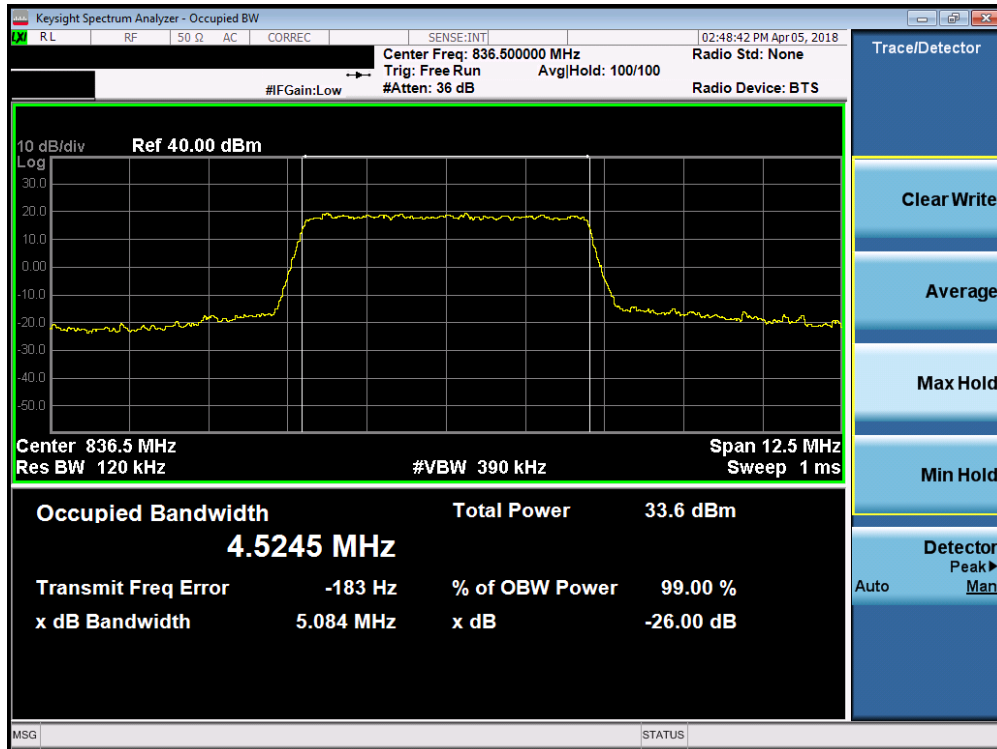 Keysight Spectrum Analyzer - Occupied BW
LXI RL RF 50 Ω AC CORREC SENSE:INT 02:48:42 PM Apr 05, 2018
Center Freq: 836.500000 MHz Radio Std: None
Trig: Free Run Avg|Hold: 100/100
#IFGain:Low #Atten: 36 dB Radio Device: BTS
10 dB/div Ref 40.00 dBm
Log
30.0
20.0
10.0
0.00
-10.0
-20.0
-30.0
-40.0
-50.0
Center 836.5 MHz Span 12.5 MHz
Res BW 120 kHz #VBW 390 kHz Sweep 1 ms
Occupied Bandwidth Total Power 33.6 dBm
4.5245 MHz
Transmit Freq Error -183 Hz % of OBW Power 99.00 %
x dB Bandwidth 5.084 MHz x dB -26.00 dB
MSG STATUS
Trace/Detector
Clear Write
Average
Max Hold
Min Hold
Detector
Peak▶
Auto Man